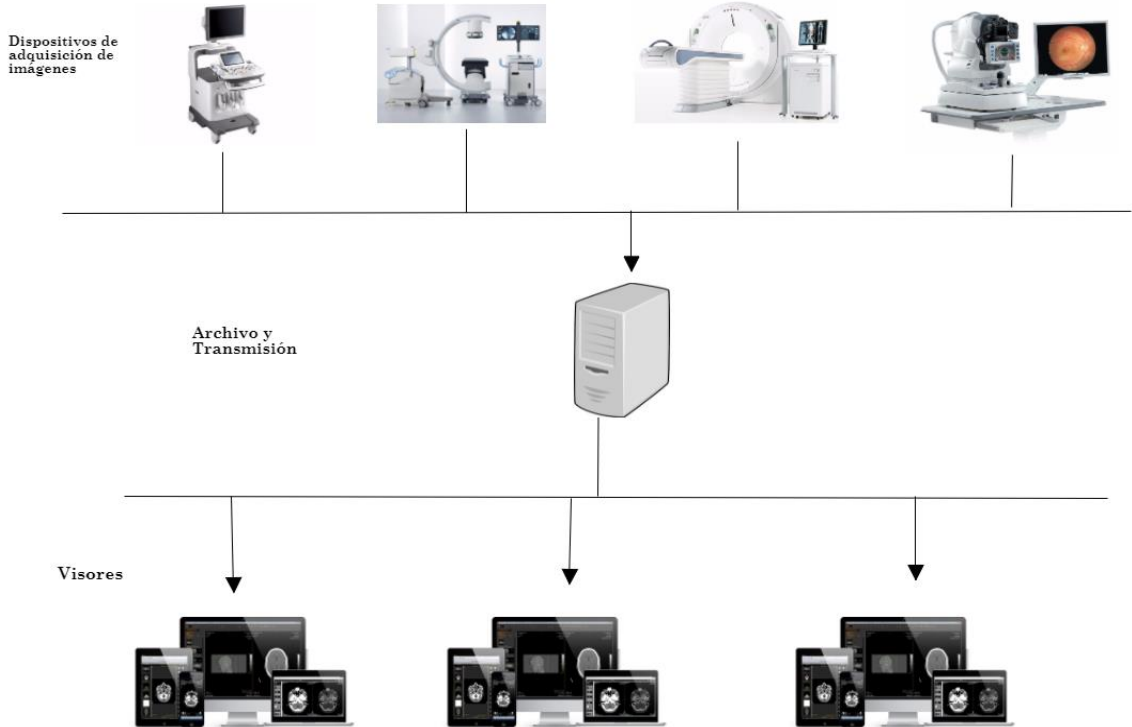 Dispositivos de
adquisición de
imágenes
Archivo y
Transmisión
Visores